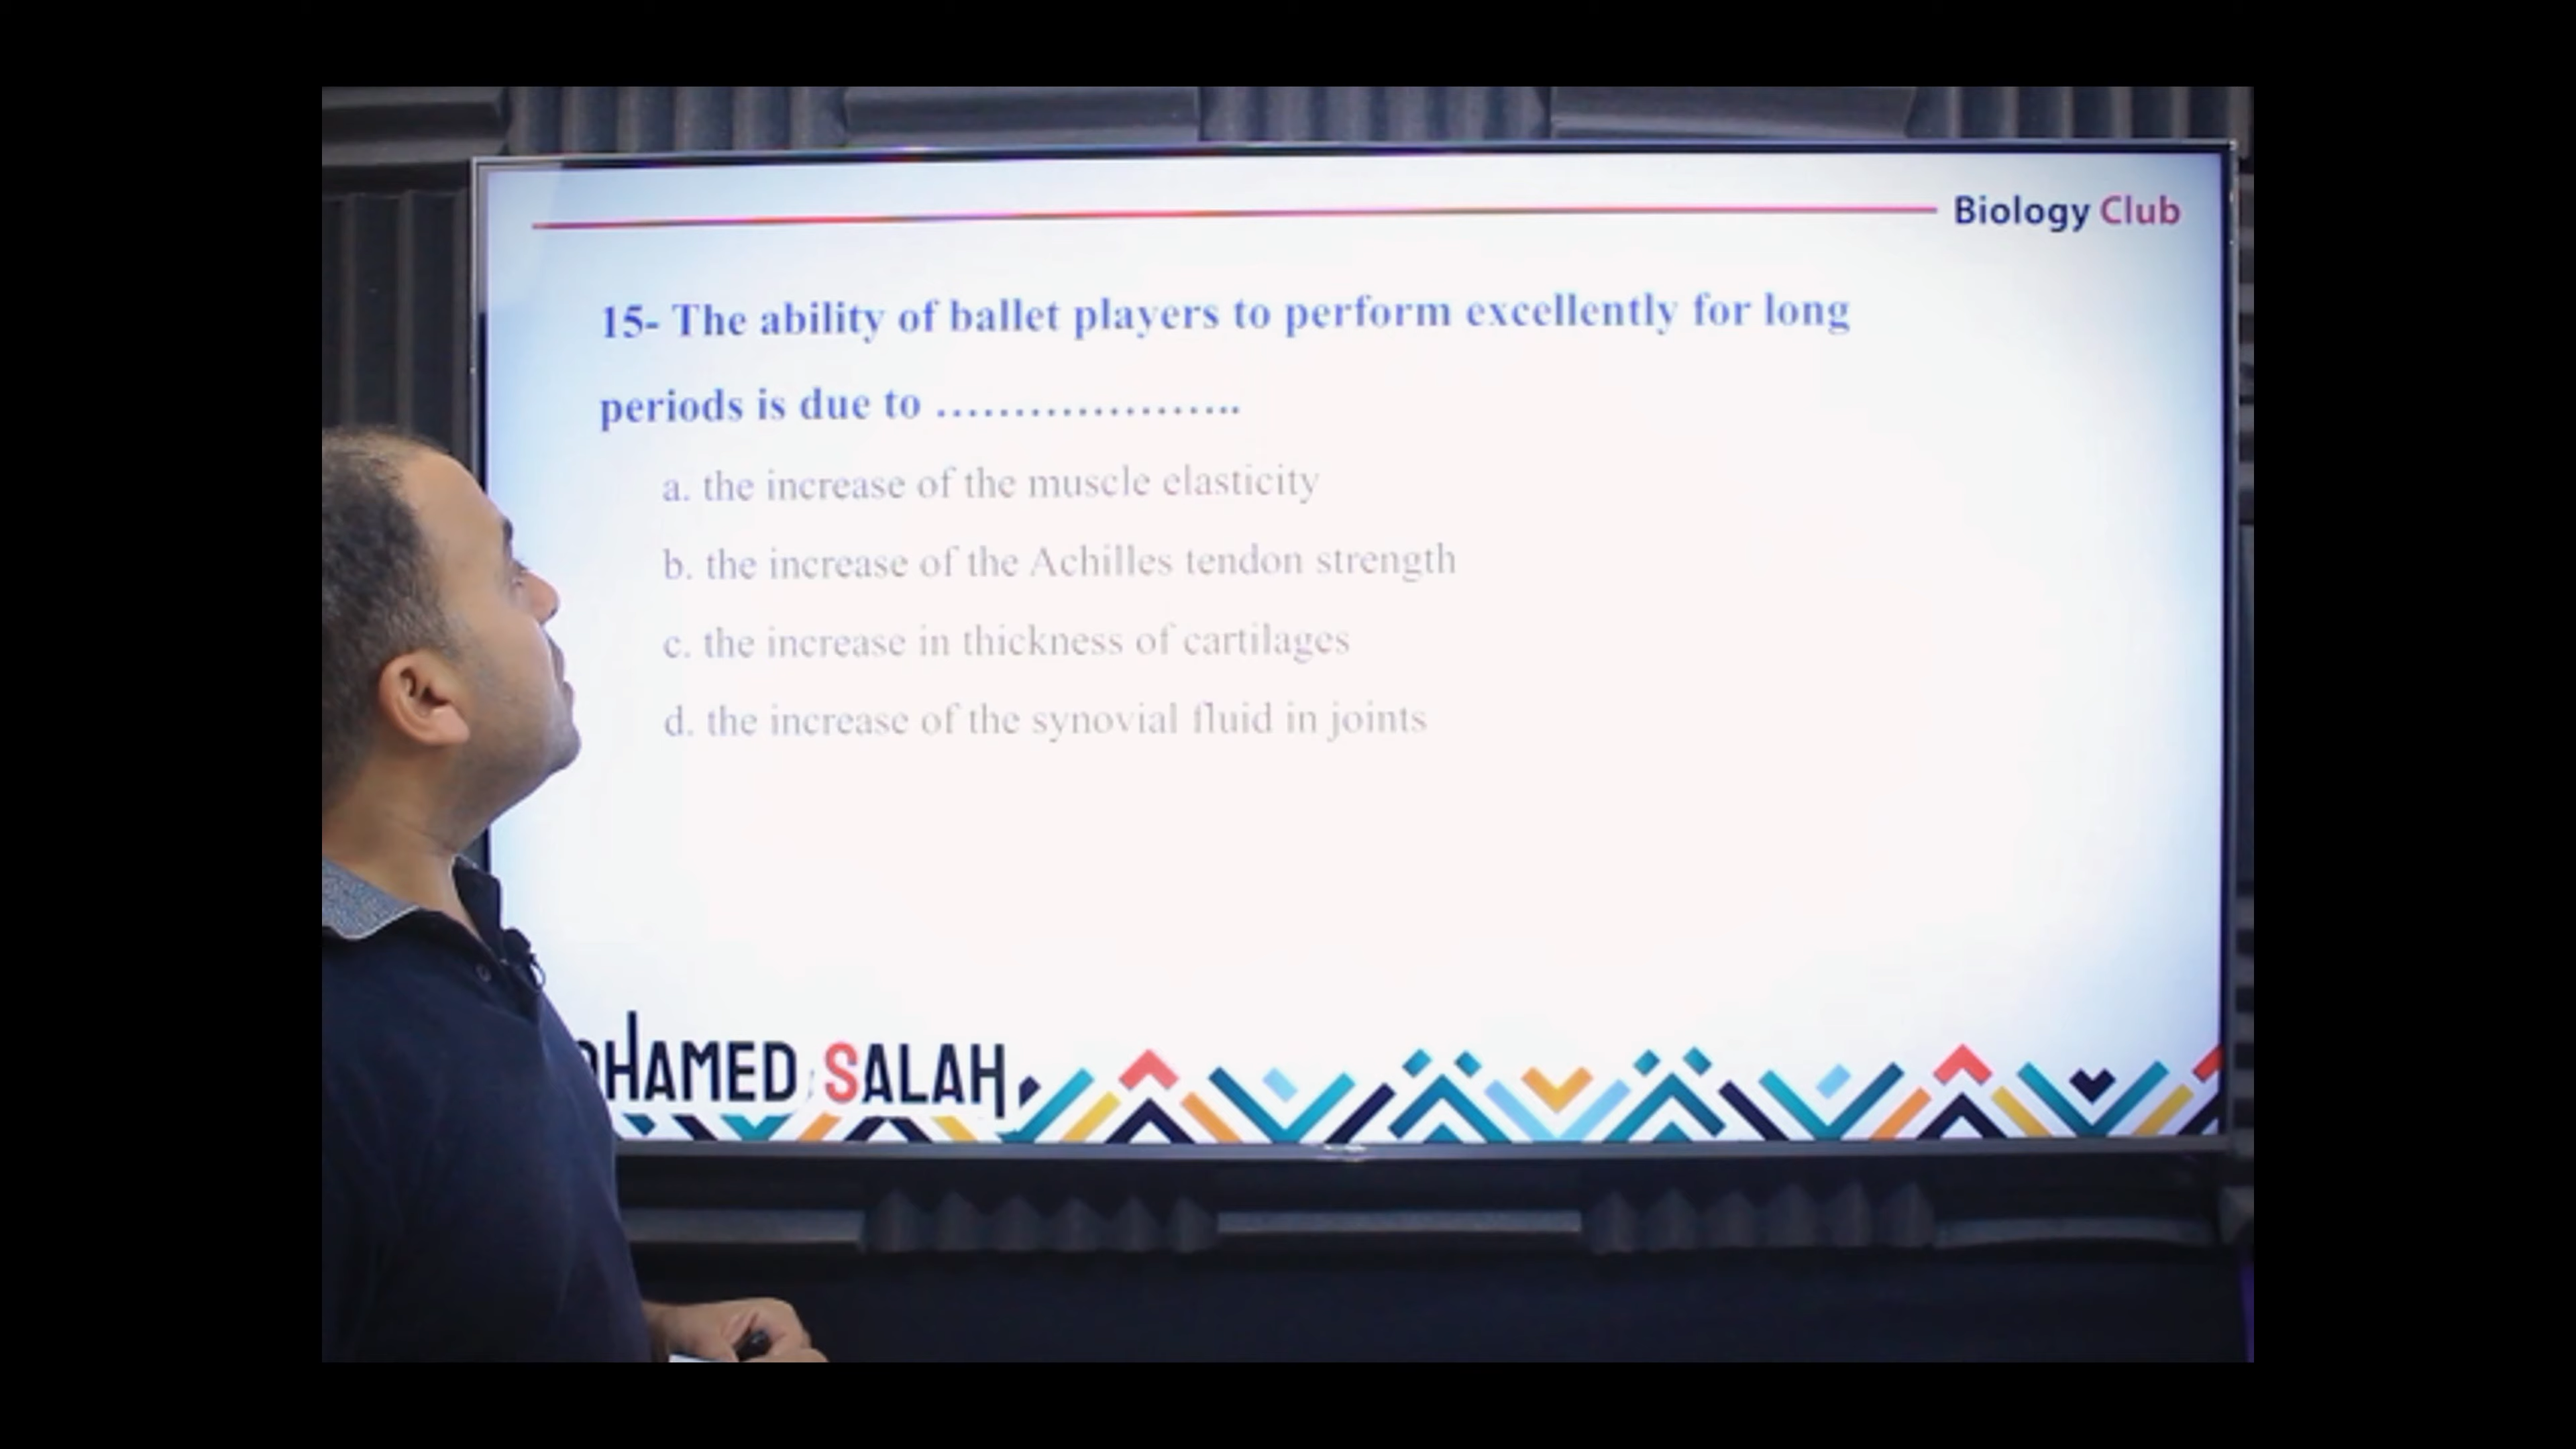 Biology Club
15- The ability of ballet players to perform excellently for long
periods is due to .......................
a. the increase of the muscle elasticity
b. the increase of the Achilles tendon strength
c. the increase in thickness of cartilages
d. the increase of the synovial fluid in joints
OHAMED SALAH